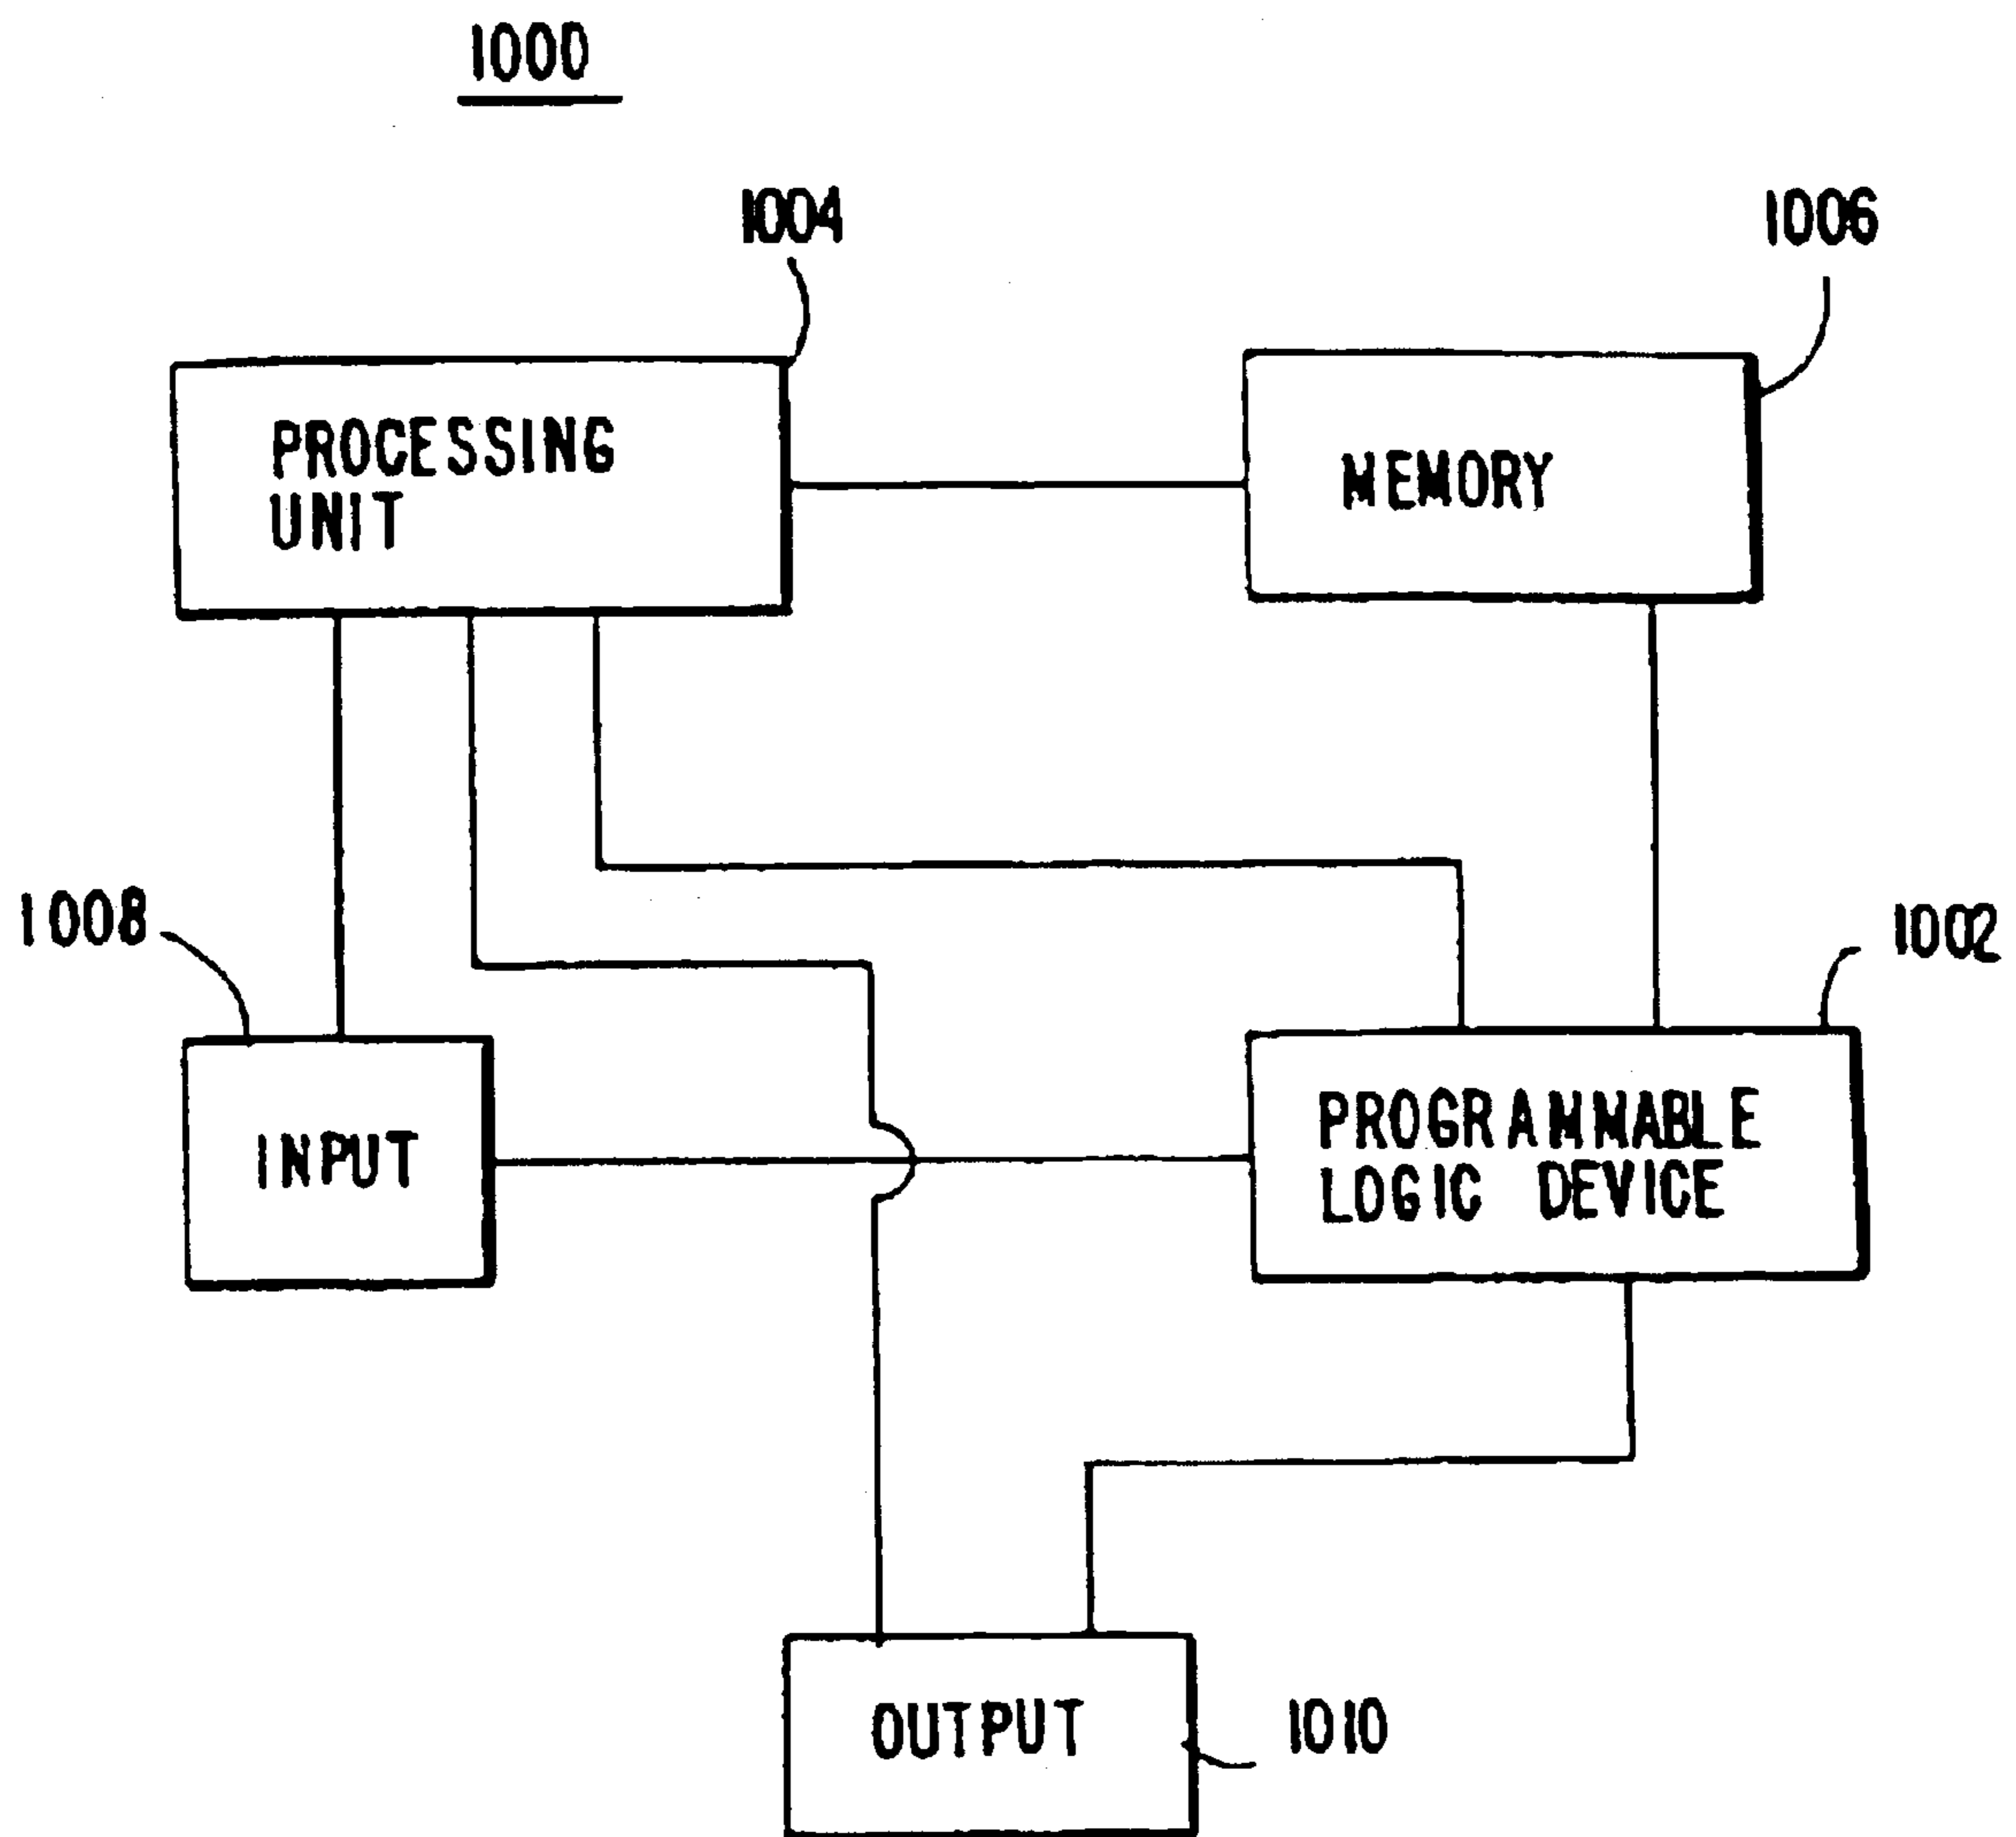 1000
1004
1006
PROCESSING
UNIT
MEMORY
1008
1002
INPUT
PROGRAMMABLE
LOGIC DEVICE
OUTPUT
1010